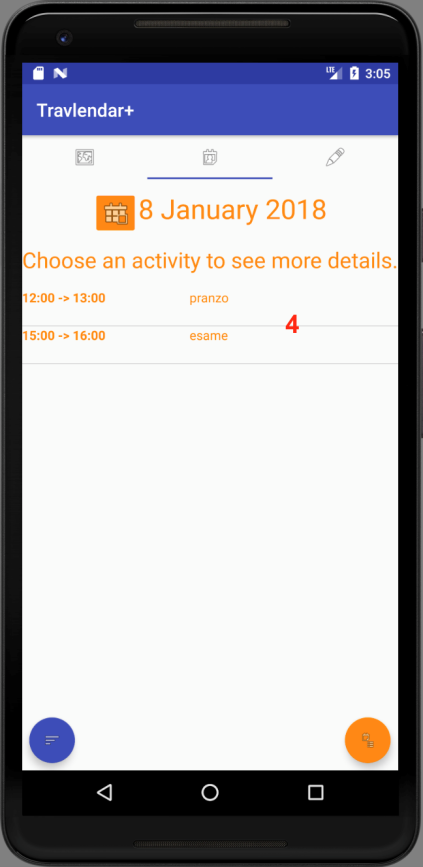 LTE 3:05
Travlendar+
8 January 2018
Choose an activity to see more details.
12:00 -> 13:00 pranzo
4
15:00 -> 16:00 esame